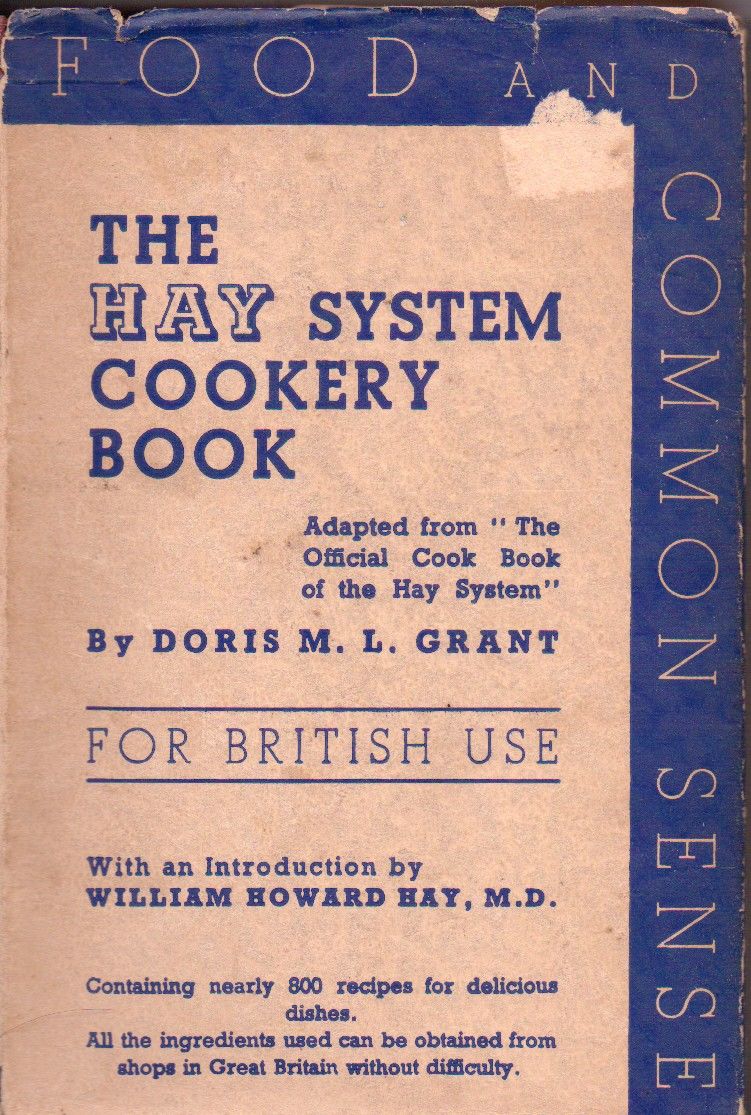 FOOD AND
COMMON SENSE
THE
HAY SYSTEM
COOKERY
BOOK
Adapted from "The
Official Cook Book
of the Hay System"
By DORIS M. L. GRANT
FOR BRITISH USE
With an Introduction by
WILLIAM HOWARD HAY, M.D.
Containing nearly 800 recipes for delicious
dishes.
All the ingredients used can be obtained from
shops in Great Britain without difficulty.